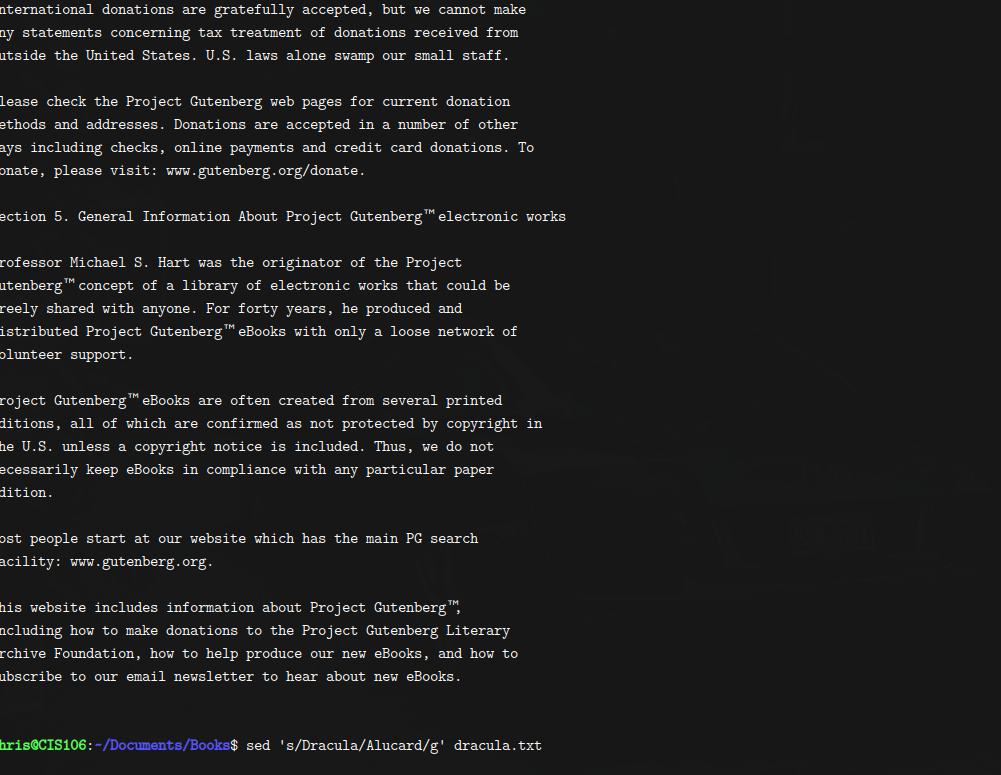 nternational donations are gratefully accepted, but we cannot make
ny statements concerning tax treatment of donations received from
utside the United States. U.S. laws alone swamp our small staff.
lease check the Project Gutenberg web pages for current donation
ethods and addresses. Donations are accepted in a number of other
ays including checks, online payments and credit card donations. To
onate, please visit: www.gutenberg.org/donate.
ection 5. General Information About Project Gutenberg™ electronic works
rofessor Michael S. Hart was the originator of the Project
utenberg™ concept of a library of electronic works that could be
reely shared with anyone. For forty years, he produced and
istributed Project Gutenberg™ eBooks with only a loose network of
olunteer support.
roject Gutenberg™ eBooks are often created from several printed
ditions, all of which are confirmed as not protected by copyright in
he U.S. unless a copyright notice is included. Thus, we do not
ecessarily keep eBooks in compliance with any particular paper
dition.
ost people start at our website which has the main PG search
acility: www.gutenberg.org.
his website includes information about Project Gutenberg™,
ncluding how to make donations to the Project Gutenberg Literary
rchive Foundation, how to help produce our new eBooks, and how to
ubscribe to our email newsletter to hear about new eBooks.
hris@CIS106:~/Documents/Books$ sed 's/Dracula/Alucard/g' dracula.txt